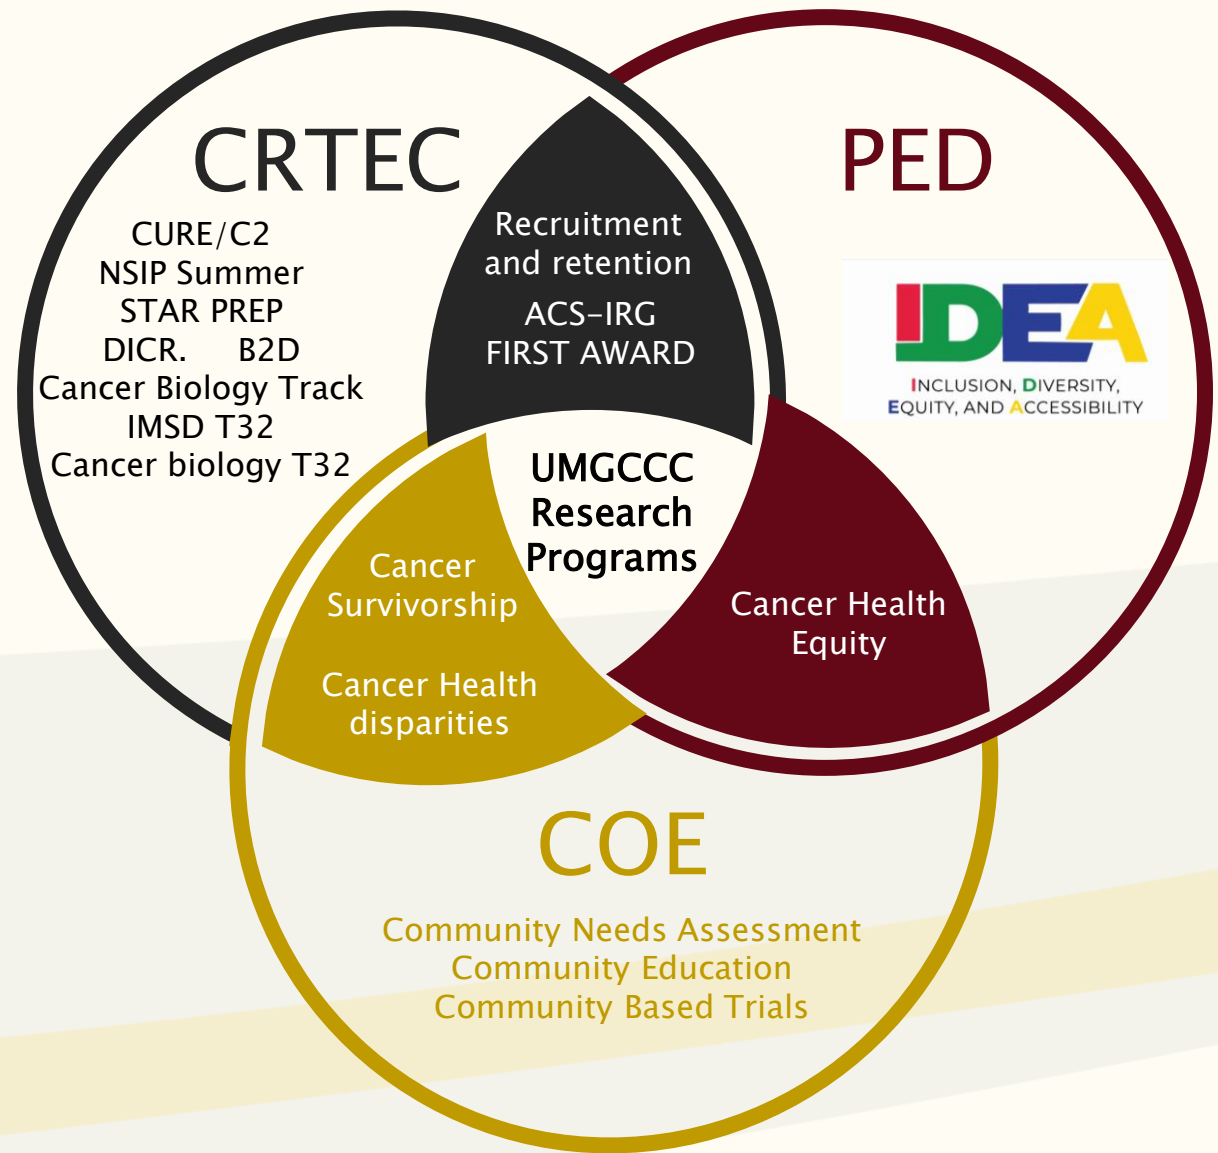 CRTEC
CURE/C2
NSIP Summer
STAR PREP
DICR. B2D
Cancer Biology Track
IMSD T32
Cancer biology T32
Recruitment
and retention
ACS-IRG
FIRST AWARD
PED
IDEA
INCLUSION, DIVERSITY,
EQUITY, AND ACCESSIBILITY
UMGCCC
Research
Programs
Cancer
Survivorship
Cancer Health
disparities
Cancer Health
Equity
COE
Community Needs Assessment
Community Education
Community Based Trials